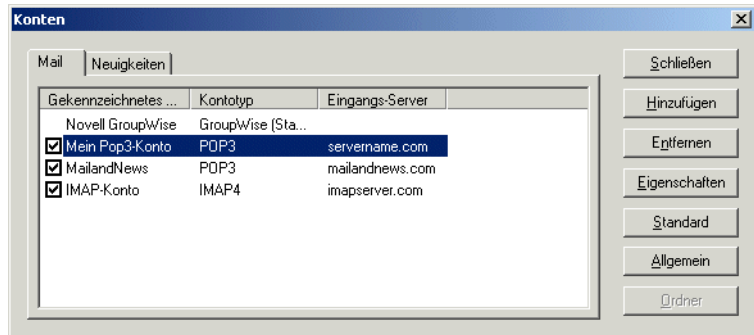 Konten
Mail Neuigkeiten
Gekennzeichnetes ... Kontotyp Eingangs-Server
Novell GroupWise GroupWise (Sta...
Mein Pop3-Konto POP3 servername.com
MailandNews POP3 mailandnews.com
IMAP-Konto IMAP4 imapserver.com
Schließen
Hinzufügen
Entfernen
Eigenschaften
Standard
Allgemein
Ordner